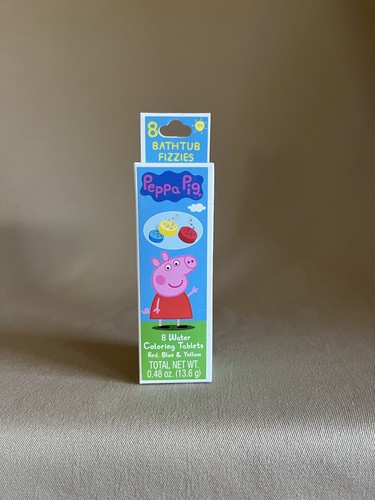 8
BATHTUB
FIZZIES
Peppa Pig
8 Water
Coloring Tablets
Red, Blue & Yellow
TOTAL NET WT.
0.48 oz. (13.6 g)